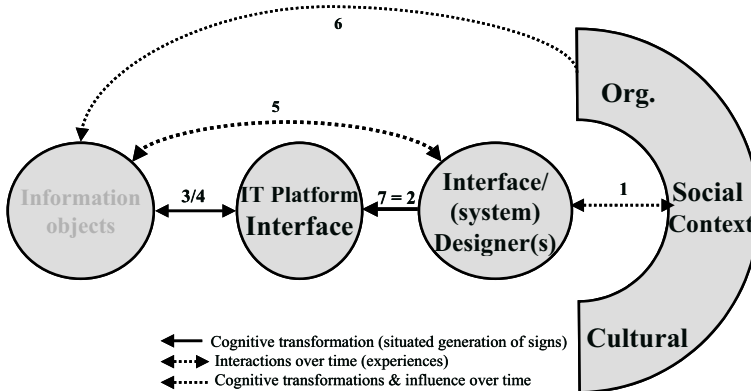 6
Org.
5
Information
objects
3/4
IT Platform
Interface
7 = 2
Interface/
(system)
Designer(s)
1
Social
Context
Cultural
Cognitive transformation (situated generation of signs)
Interactions over time (experiences)
Cognitive transformations & influence over time